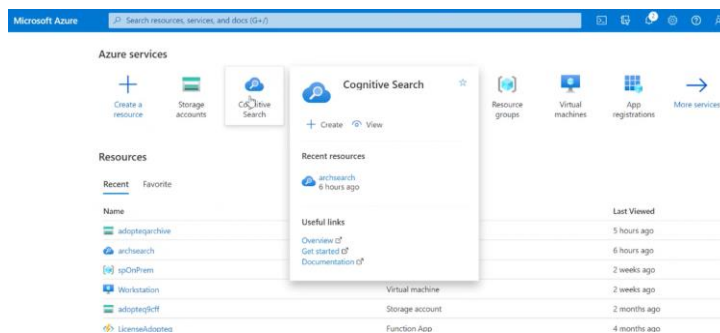 Microsoft Azure
Search resources, services, and docs (G+/)
Azure services
Create a resource
Storage accounts
Cognitive Search
Cognitive Search
Create View
Recent resources
archsearch
6 hours ago
Useful links
Overview
Get started
Documentation
Resource groups
Virtual machines
App registrations
More services
Resources
Recent Favorite
Name Last Viewed
adopteqarchive 5 hours ago
archsearch 6 hours ago
spOnPrem 2 weeks ago
Workstation Virtual machine 2 weeks ago
adopteq9cff Storage account 2 months ago
LicenseAdopteq Function App 4 months ago